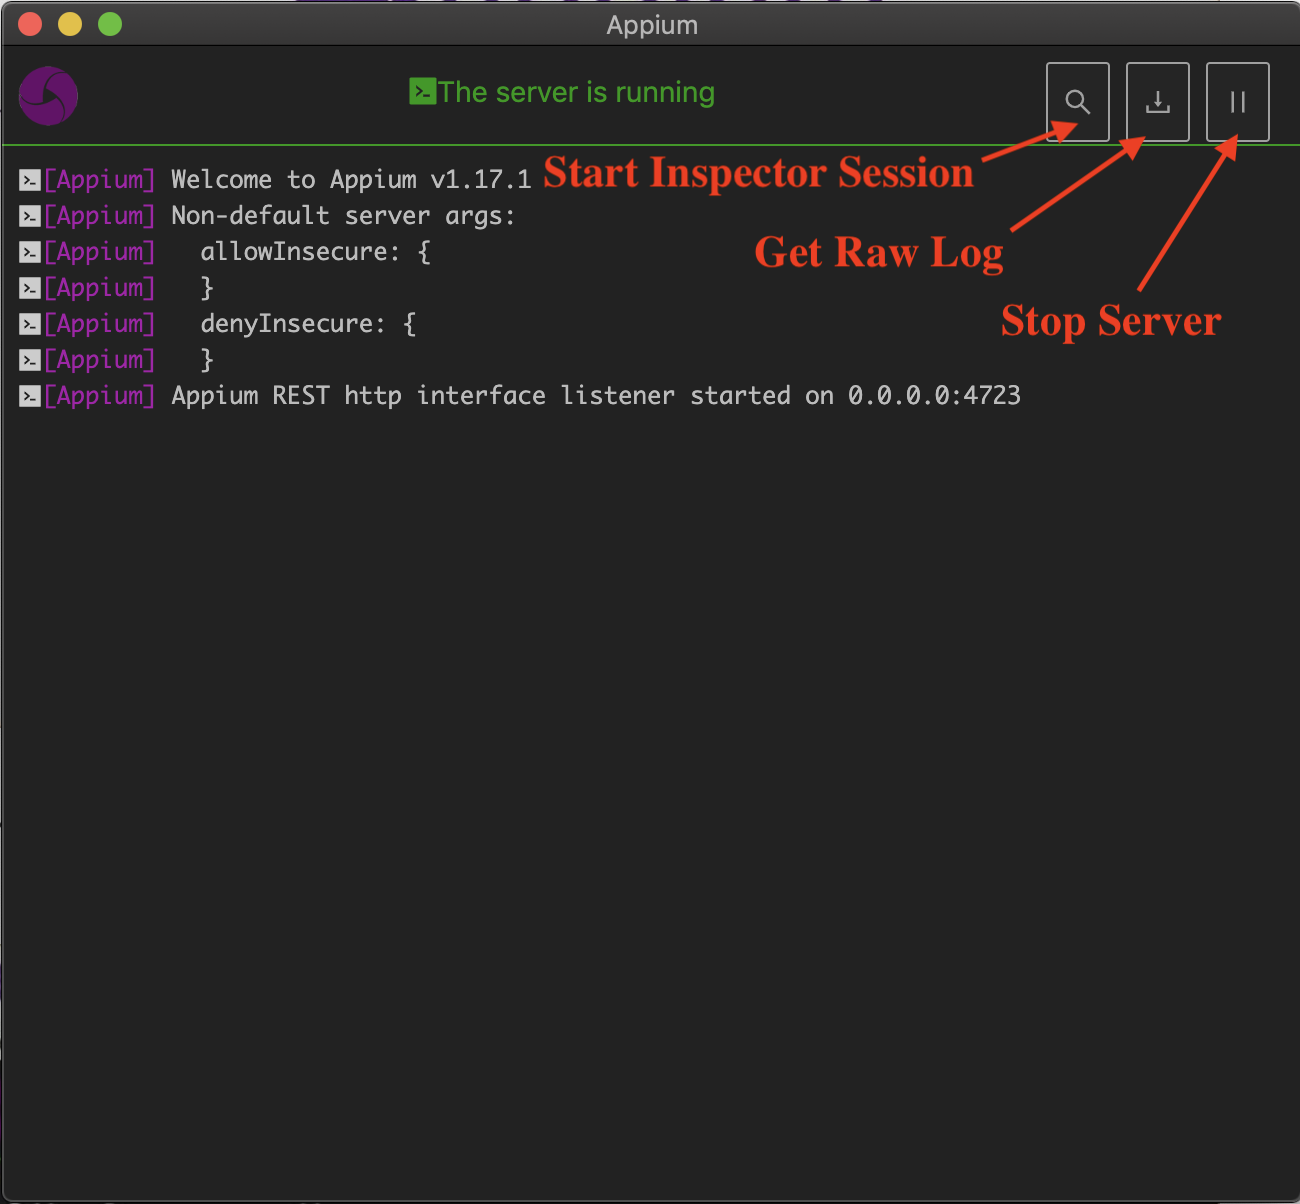 Appium
The server is running
[Appium] Welcome to Appium v1.17.1
Start Inspector Session
[Appium] Non-default server args:
[Appium] allowInsecure: {
Get Raw Log
[Appium] }
[Appium] denyInsecure: {
Stop Server
[Appium] }
[Appium] Appium REST http interface listener started on 0.0.0.0:4723